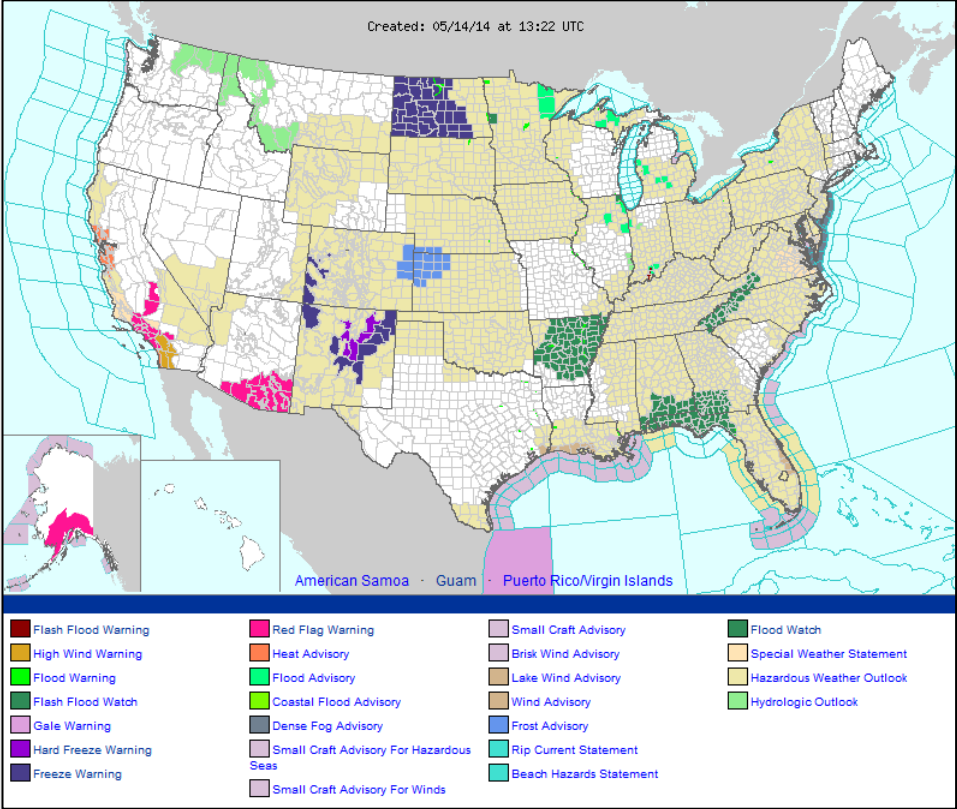 Created: 05/14/14 at 13:22 UTC
American Samoa · Guam · Puerto Rico/Virgin Islands
Flash Flood Warning
High Wind Warning
Flood Warning
Flash Flood Watch
Gale Warning
Hard Freeze Warning
Freeze Warning
Red Flag Warning
Heat Advisory
Flood Advisory
Coastal Flood Advisory
Dense Fog Advisory
Small Craft Advisory For Hazardous
Seas
Small Craft Advisory For Winds
Small Craft Advisory
Brisk Wind Advisory
Lake Wind Advisory
Wind Advisory
Frost Advisory
Rip Current Statement
Beach Hazards Statement
Flood Watch
Special Weather Statement
Hazardous Weather Outlook
Hydrologic Outlook